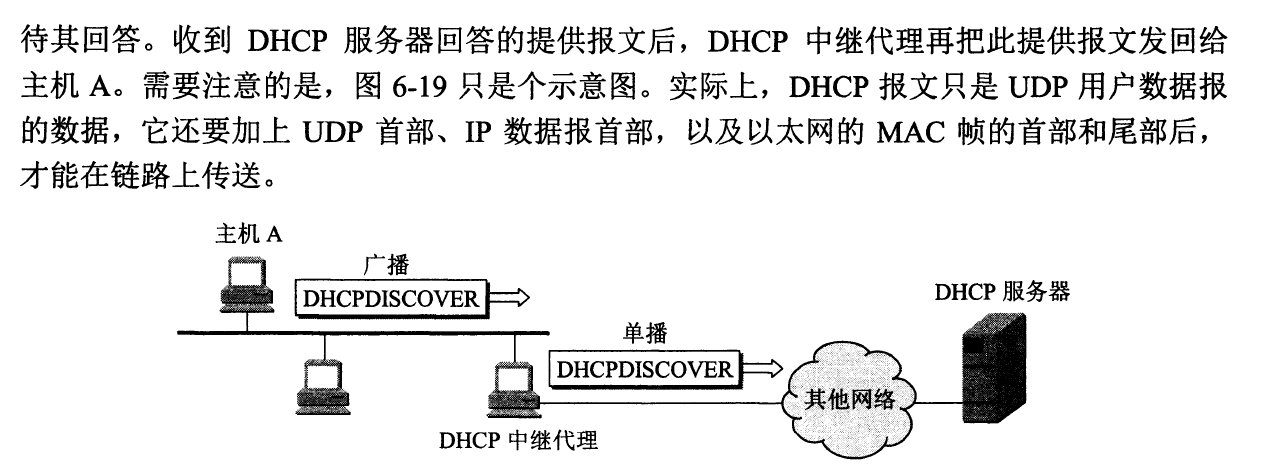 待其回答。收到 DHCP 服务器回答的提供报文后，DHCP 中继代理再把此提供报文发回给
主机 A。需要注意的是，图 6-19 只是个示意图。实际上，DHCP 报文只是 UDP 用户数据报
的数据，它还要加上 UDP 首部、IP 数据报首部，以及以太网的 MAC 帧的首部和尾部后，
才能在链路上传送。
主机 A
广播
DHCPDISCOVER
DHCP 服务器
单播
DHCPDISCOVER
其他网络
DHCP 中继代理